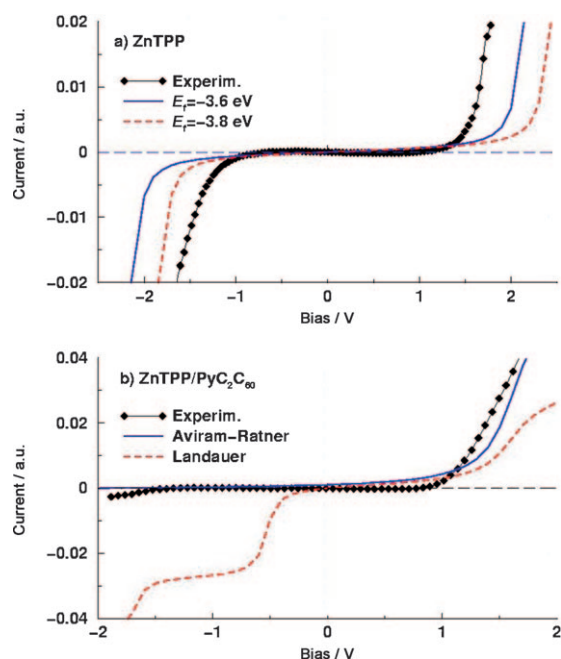 0.02
a) ZnTPP
0.01
Experim.
Ef=−3.6 eV
Ef=−3.8 eV
Current / a.u.
0
−0.01
−0.02
−2 −1 0 1 2
Bias / V
0.04
b) ZnTPP/PyC2C60
Experim.
0.02
Aviram−Ratner
Landauer
Current / a.u.
0
−0.02
−0.04
−2 −1 0 1 2
Bias / V